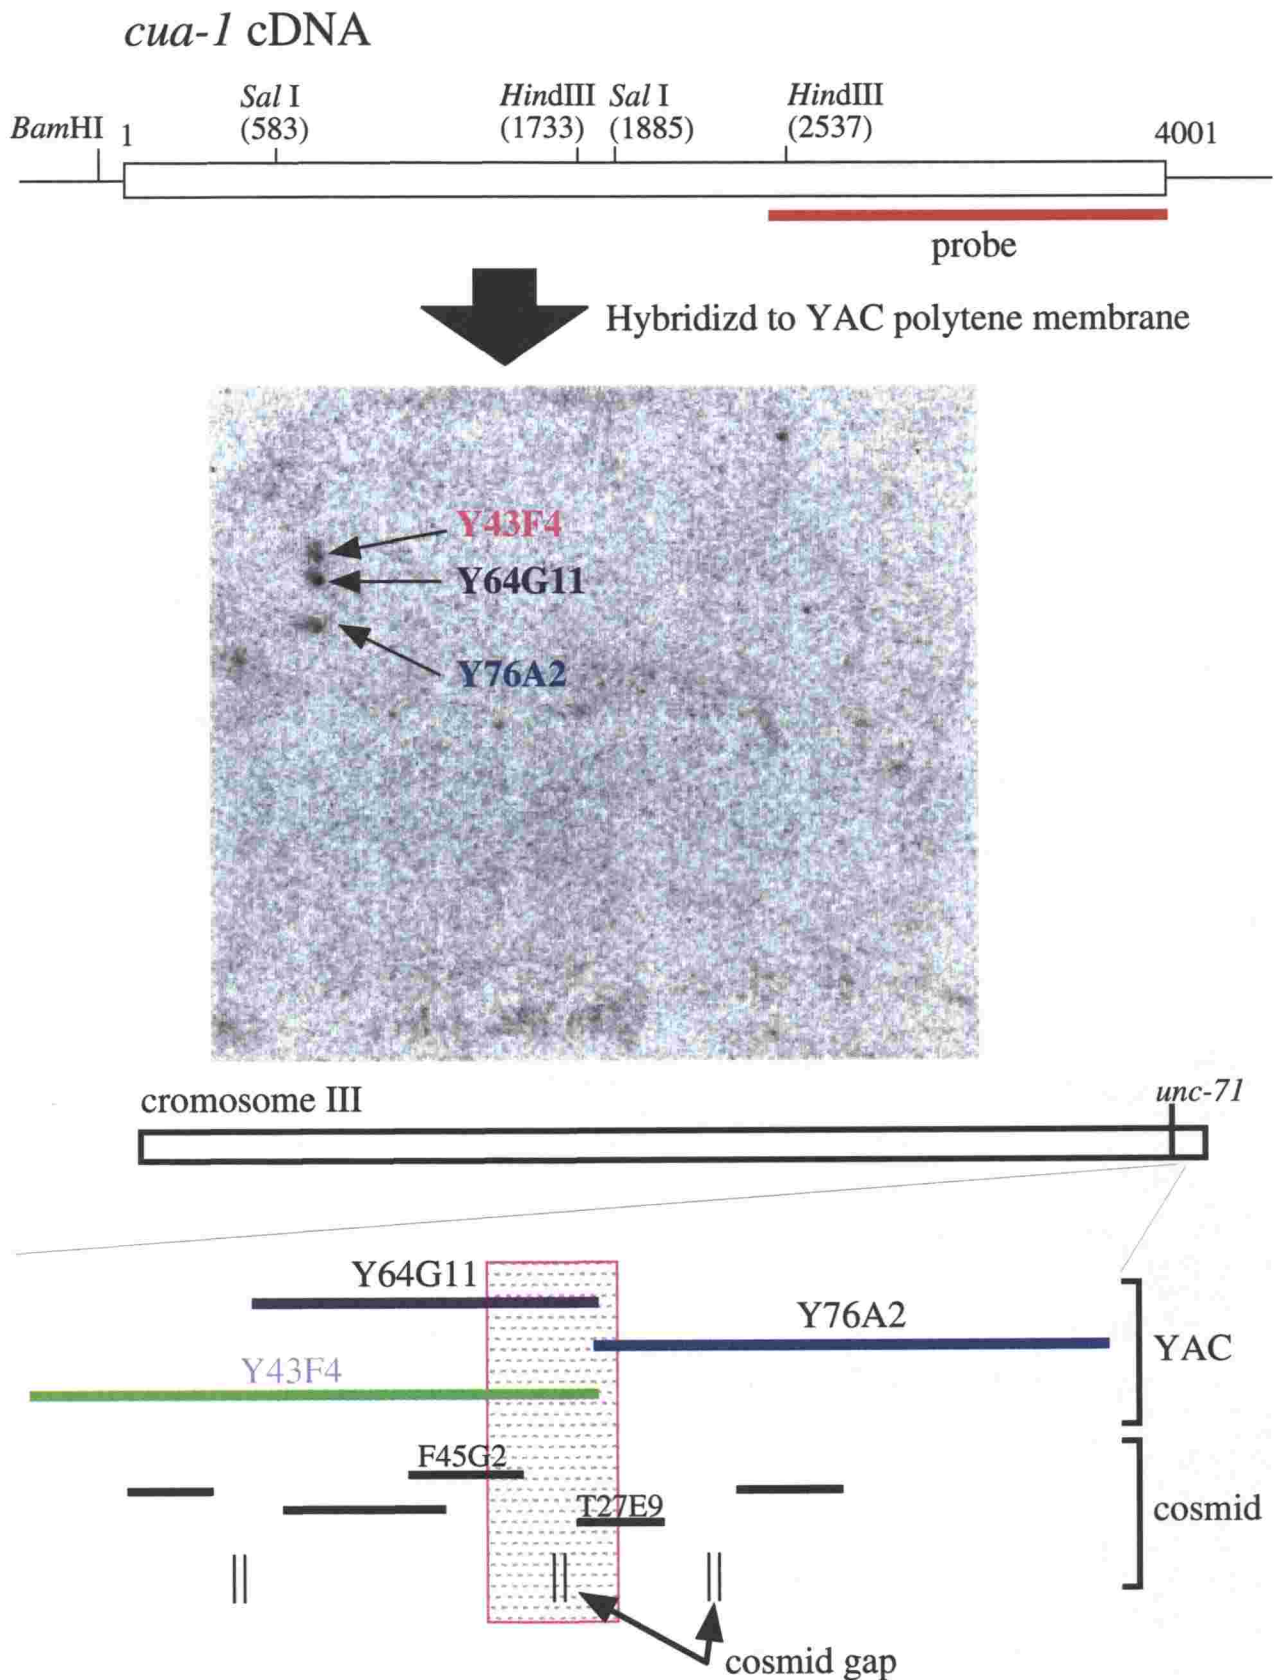 cua-1 cDNA
Sal I HindIII Sal I HindIII
BamHI 1 (583) (1733) (1885) (2537) 4001
probe
Hybridizd to YAC polytene membrane
Y43F4
Y64G11
Y76A2
cromosome III unc-71
Y64G11
Y76A2
YAC
Y43F4
F45G2
T27E9
cosmid
cosmid gap